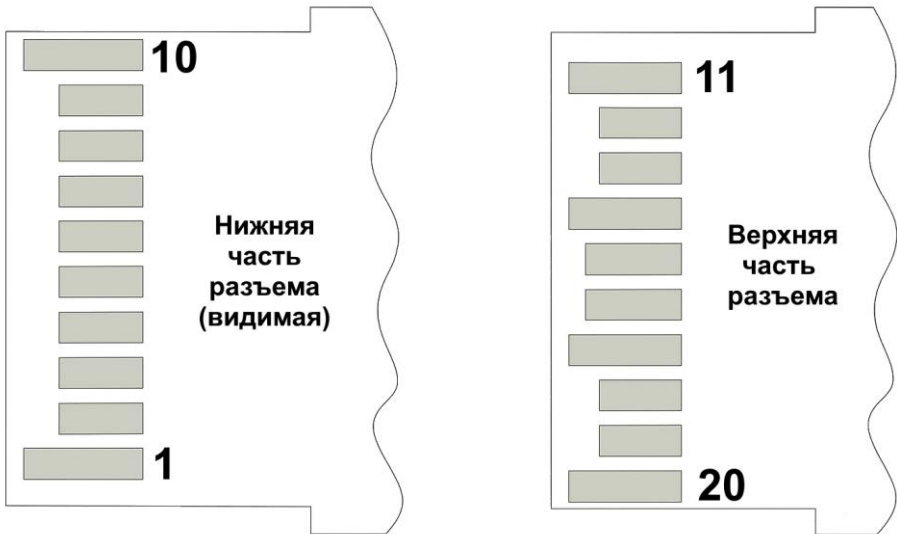 10
Нижняя
часть
разъема
(видимая)
1
11
Верхняя
часть
разъема
20